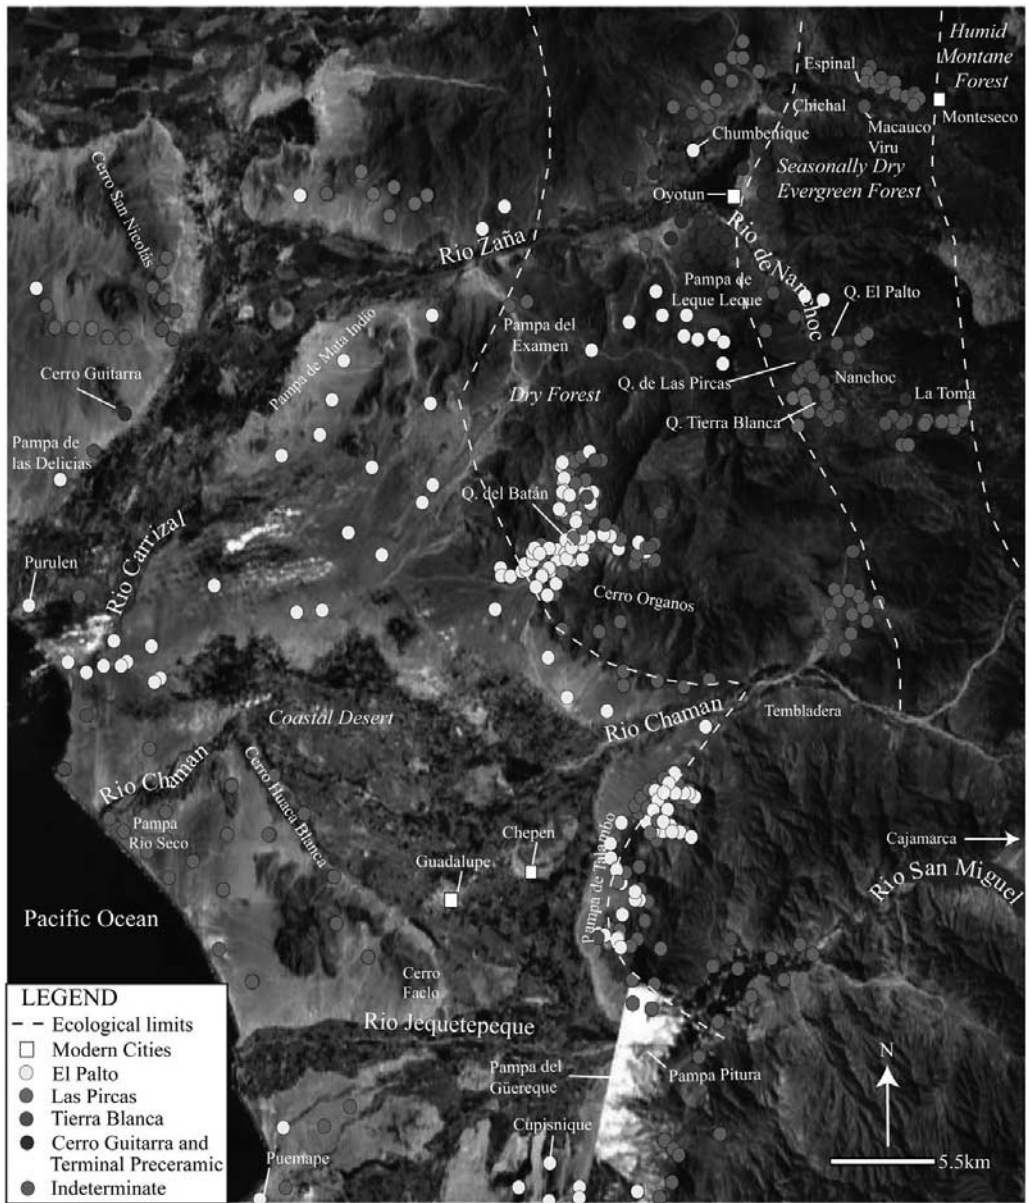 Humid
Montane
Forest
Espinal
Chichal
Monteseco
Macauco
Viru
Chumbenique
Seasonally Dry
Evergreen Forest
Cerro San Nicolás
Oyotun
Rio Zaña
Rio de Nanchoc
Pampa de
Leque Leque
Q. El Palto
Pampa de Mata Indio
Pampa del
Examen
Cerro Guitarra
Dry Forest
Q. de Las Pircas
Nanchoc
La Toma
Q. Tierra Blanca
Pampa de
las Delicias
Q. del Batán
Rio Carrizal
Purulen
Cerro Organos
Coastal Desert
Rio Chaman
Tembladera
Rio Chaman
Cerro Huaca Blanca
Pampa
Rio Seco
Chepen
Guadalupe
Pampa de Talambo
Cajamarca
Rio San Miguel
Pacific Ocean
Cerro
Faclo
LEGEND
Ecological limits
Modern Cities
El Palto
Las Pircas
Tierra Blanca
Cerro Guitarra and
Terminal Preceramic
Indeterminate
Rio Jequetepeque
Pampa del
Güereque
Pampa Pitura
N
Cupisnique
Puemape
5.5km